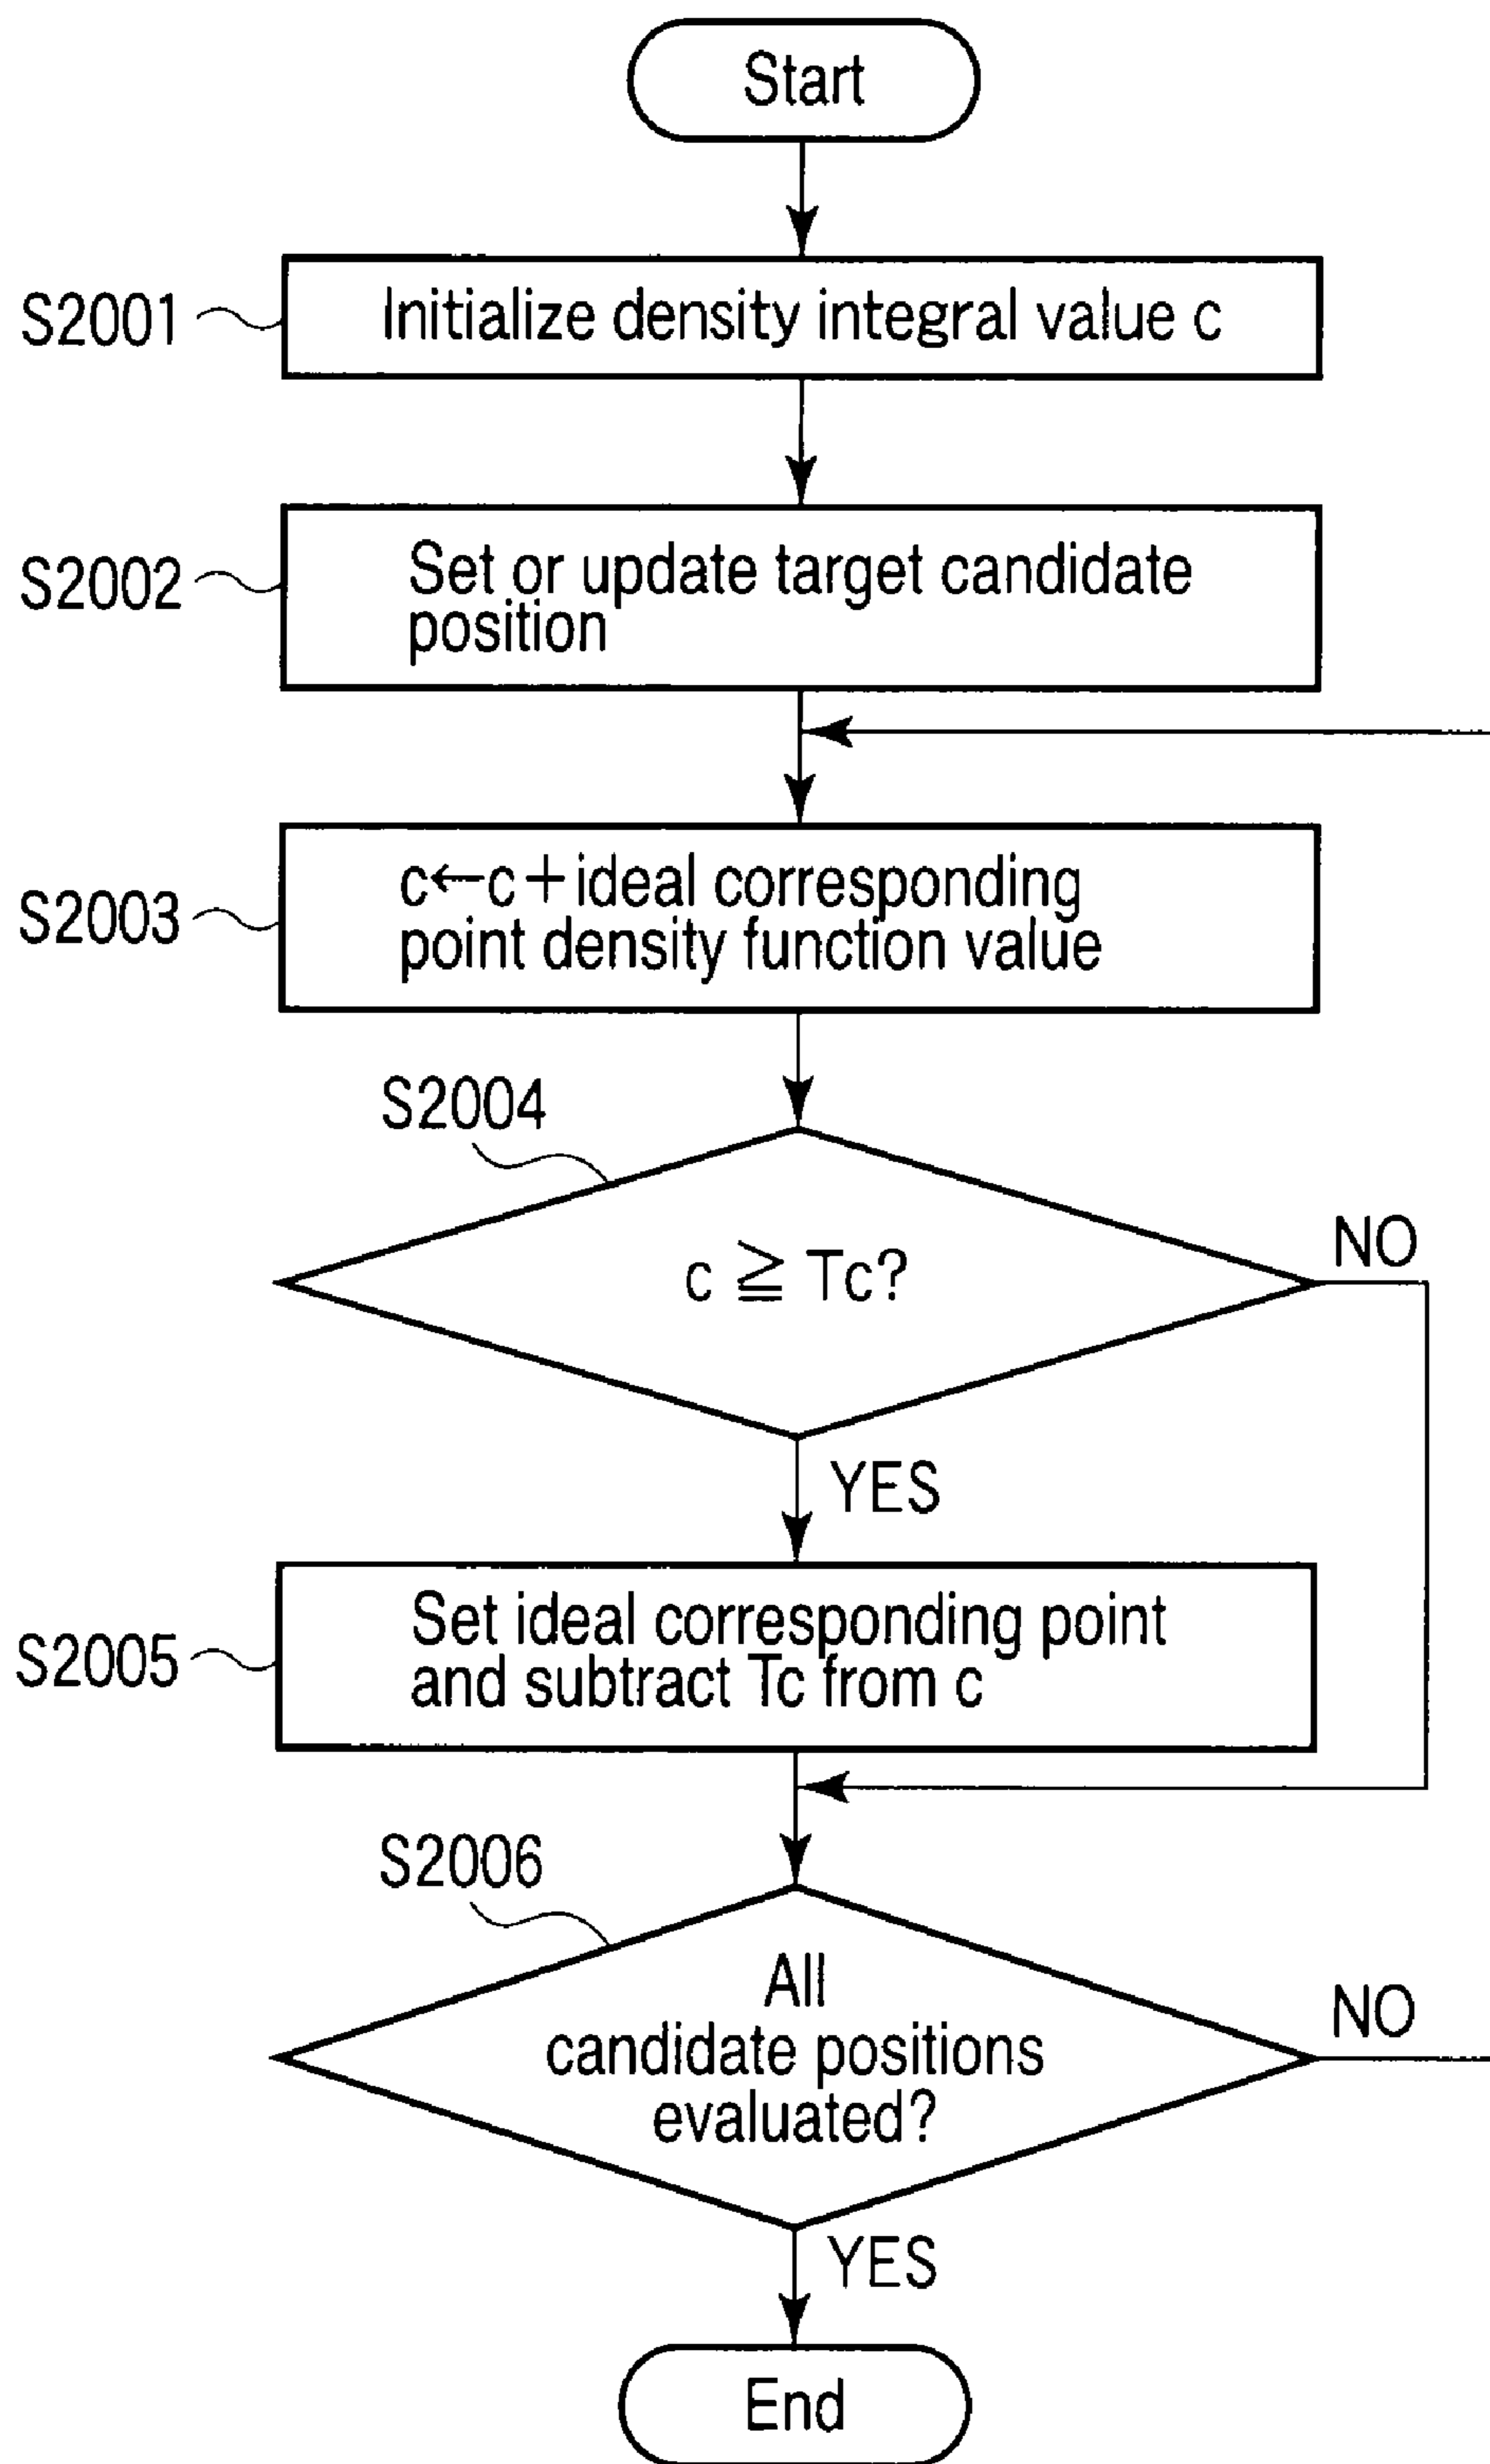 Start
S2001
Initialize density integral value c
S2002
Set or update target candidate
position
S2003
c←c+ideal corresponding
point density function value
S2004
c ≧ Tc?
NO
YES
S2005
Set ideal corresponding point
and subtract Tc from c
S2006
All
candidate positions
evaluated?
NO
YES
End